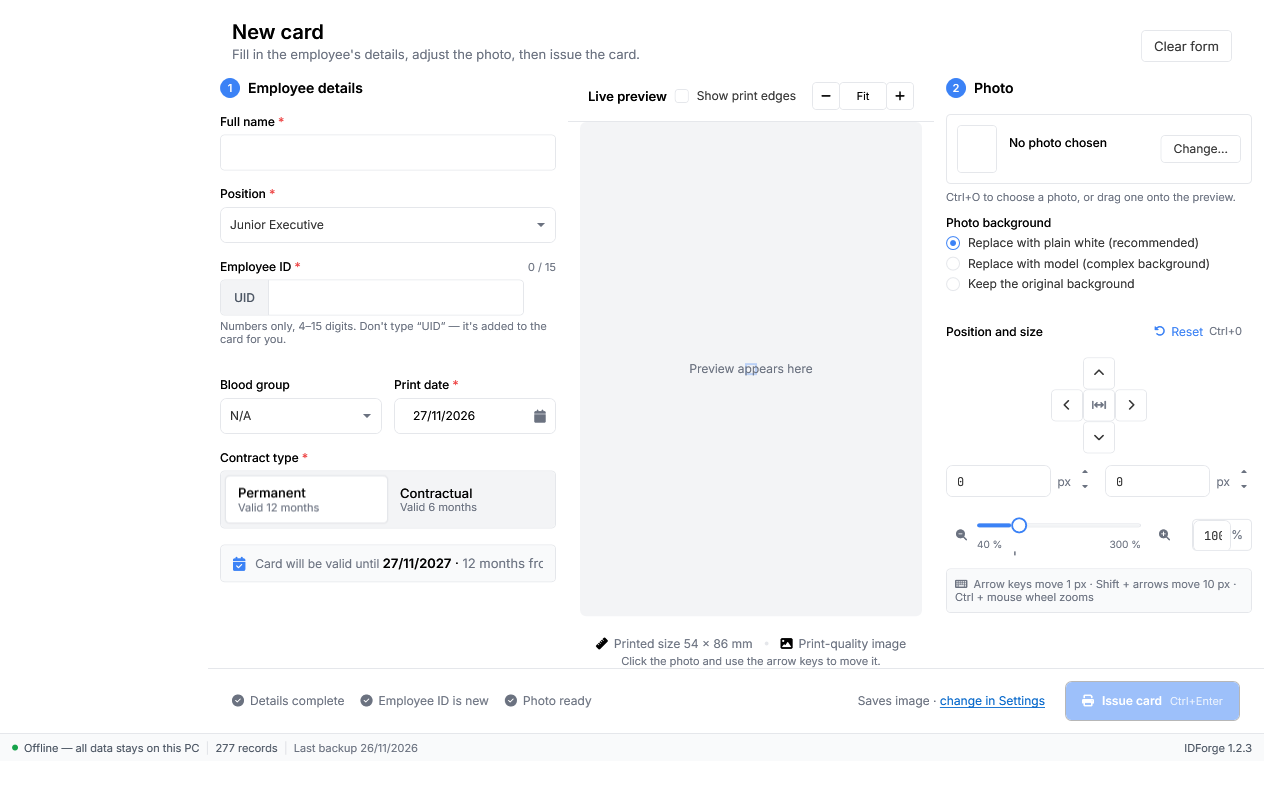 New card
Fill in the employee's details, adjust the photo, then issue the card.
Clear form
1 Employee details
Full name *
Position *
Junior Executive
Employee ID *
0 / 15
UID
Numbers only, 4–15 digits. Don't type “UID” — it's added to the
card for you.
Blood group
Print date *
N/A
27/11/2026
Contract type *
Permanent
Valid 12 months
Contractual
Valid 6 months
Card will be valid until 27/11/2027 · 12 months
Live preview
Show print edges
Fit
Preview appears here
Printed size 54 × 86 mm
Print-quality image
Click the photo and use the arrow keys to move it.
2 Photo
No photo chosen
Change...
Ctrl+O to choose a photo, or drag one onto the preview.
Photo background
Replace with plain white (recommended)
Replace with model (complex background)
Keep the original background
Position and size
Reset Ctrl+0
0 px
0 px
40 %
300 %
100 %
Arrow keys move 1 px · Shift + arrows move 10 px ·
Ctrl + mouse wheel zooms
Details complete
Employee ID is new
Photo ready
Saves image · change in Settings
Issue card Ctrl+Enter
Offline — all data stays on this PC
277 records
Last backup 26/11/2026
IDForge 1.2.3